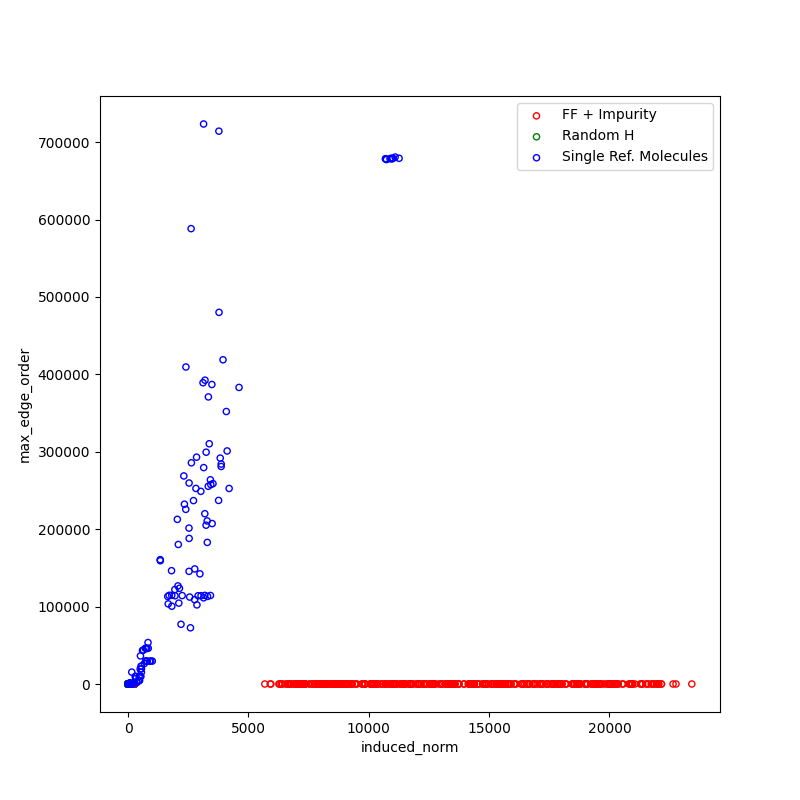 FF + Impurity
Random H
Single Ref. Molecules
700000
600000
500000
400000
300000
200000
100000
0
max_edge_order
0 5000 10000 15000 20000
induced_norm